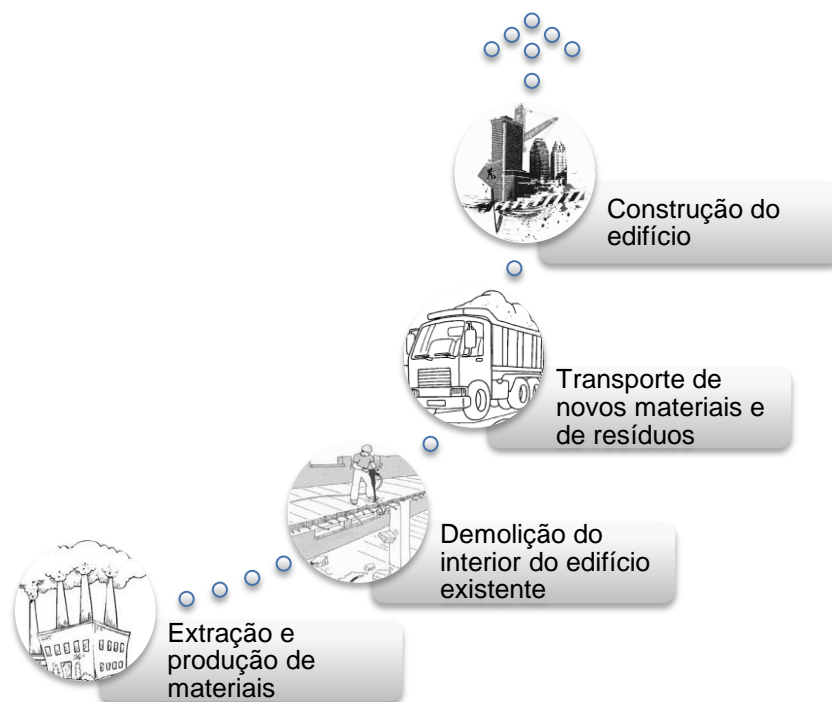 Construção do
edifício
Transporte de
novos materiais e
de resíduos
Demolição do
interior do edifício
existente
Extração e
produção de
materiais